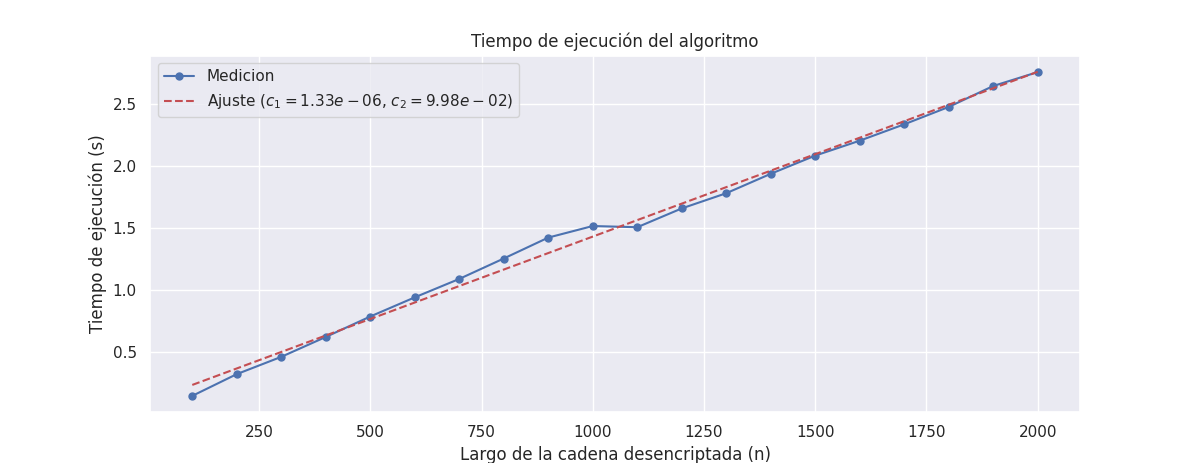 Tiempo de ejecución del algoritmo
Medicion
Ajuste (c₁ = 1.33e − 06, c₂ = 9.98e − 02)
Tiempo de ejecución (s)
2.5
2.0
1.5
1.0
0.5
250 500 750 1000 1250 1500 1750 2000
Largo de la cadena desencriptada (n)